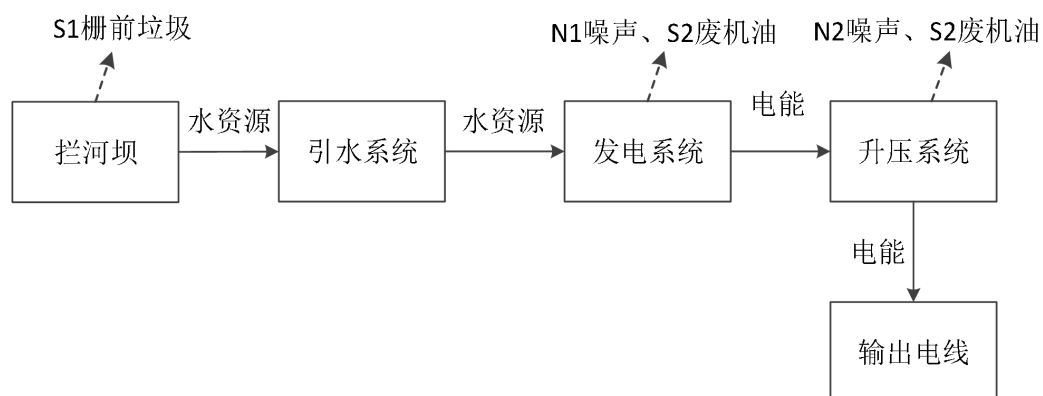 S1栅前垃圾
N1噪声、S2废机油
N2噪声、S2废机油
拦河坝
水资源
引水系统
水资源
发电系统
电能
升压系统
电能
输出电线